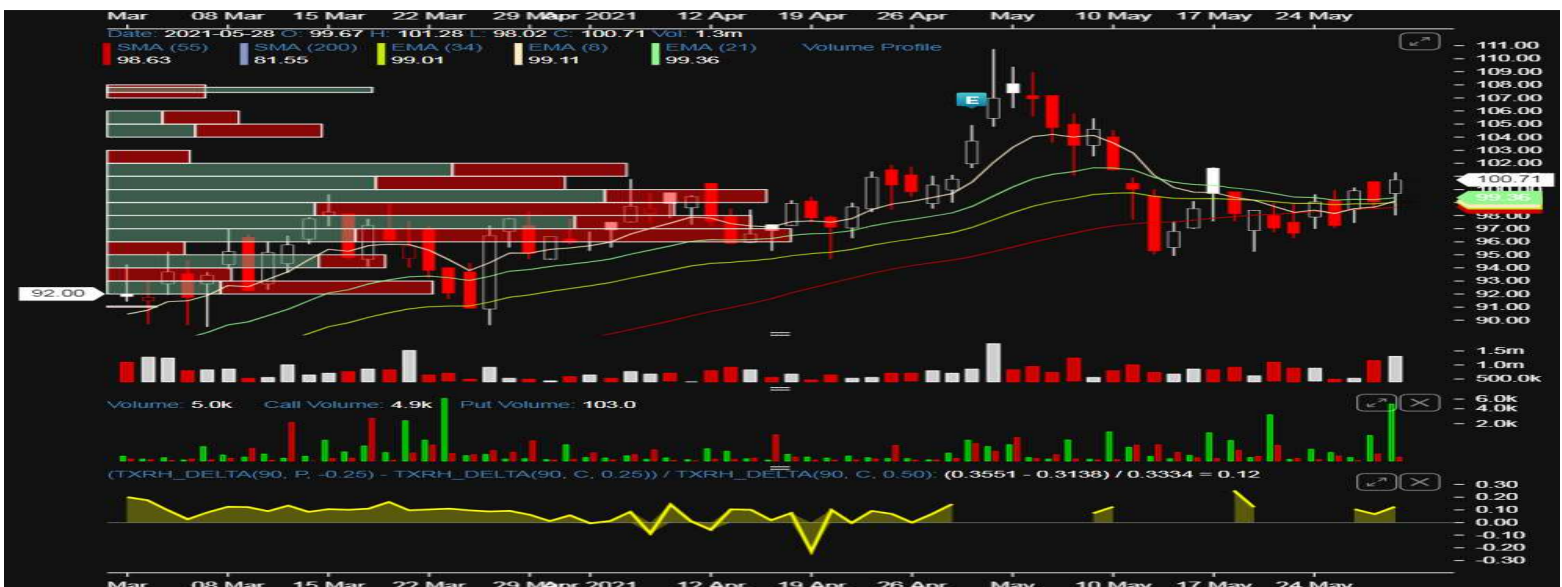 Mar 08 Mar 15 Mar 22 Mar 29 Mar Apr 2021 12 Apr 19 Apr 26 Apr May 10 May 17 May 24 May
Date: 2021-05-28 O: 99.67 H: 101.28 L: 98.02 C: 100.71 Vol: 1.3m
SMA (55) SMA (200) EMA (34) EMA (8) EMA (21) Volume Profile
98.63 81.55 99.01 99.11 99.36
111.00
110.00
109.00
108.00
107.00
E
106.00
105.00
104.00
103.00
102.00
100.71
100.00
99.36
98.00
97.00
96.00
95.00
94.00
93.00
92.00
92.00
91.00
90.00
1.5m
1.0m
500.0k
Volume: 5.0k Call Volume: 4.9k Put Volume: 103.0
6.0k
4.0k
2.0k
(TXRH_DELTA(90, P, -0.25) - TXRH_DELTA(90, C, 0.25)) / TXRH_DELTA(90, C, 0.50): (0.3551 - 0.3138) / 0.3334 = 0.12
0.30
0.20
0.10
0.00
-0.10
-0.20
-0.30
Mar 08 Mar 15 Mar 22 Mar 29 Mar Apr 2021 12 Apr 19 Apr 26 Apr May 10 May 17 May 24 May